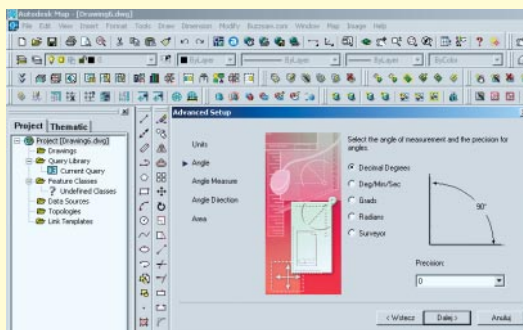 Autodesk Map - [Drawing6.dwg]
File Edit View Insert Format Tools Draw Dimension Modify Buzzsaw.com Window Map Image Help
ByLayer
ByLayer
ByLayer
ByColor
Project
Thematic
Project [Drawing6.dwg]
Drawings
Query Library
Current Query
Feature Classes
Undefined Classes
Data Sources
Topologies
Link Templates
Advanced Setup
Units
Angle
Angle Measure
Angle Direction
Area
Select the angle of measurement and the precision for
angles.
Decimal Degrees
Deg/Min/Sec
Grads
Radians
Surveyor
90°
Precision:
0
< Wstecz
Dalej >
Anuluj